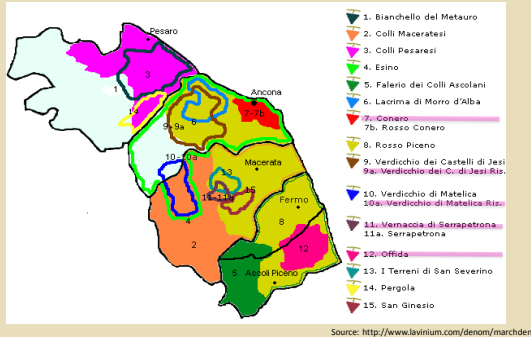 Pesaro
3
1
14
Ancona
6
7-7b
9-9a
10-10a
Macerata
13
11-11a
15
Fermo
4
8
2
12
5
Ascoli Piceno
1. Bianchello del Metauro
2. Colli Maceratesi
3. Colli Pesaresi
4. Esino
5. Falerio dei Colli Ascolani
6. Lacrima di Morro d'Alba
7. Conero
7b. Rosso Conero
8. Rosso Piceno
9. Verdicchio dei Castelli di Jesi
9a. Verdicchio dei C. di Jesi Ris.
10. Verdicchio di Matelica
10a. Verdicchio di Matelica Ris.
11. Vernaccia di Serrapetrona
11a. Serrapetrona
12. Offida
13. I Terreni di San Severino
14. Pergola
15. San Ginesio
Source: http://www.lavinium.com/denom/marchden